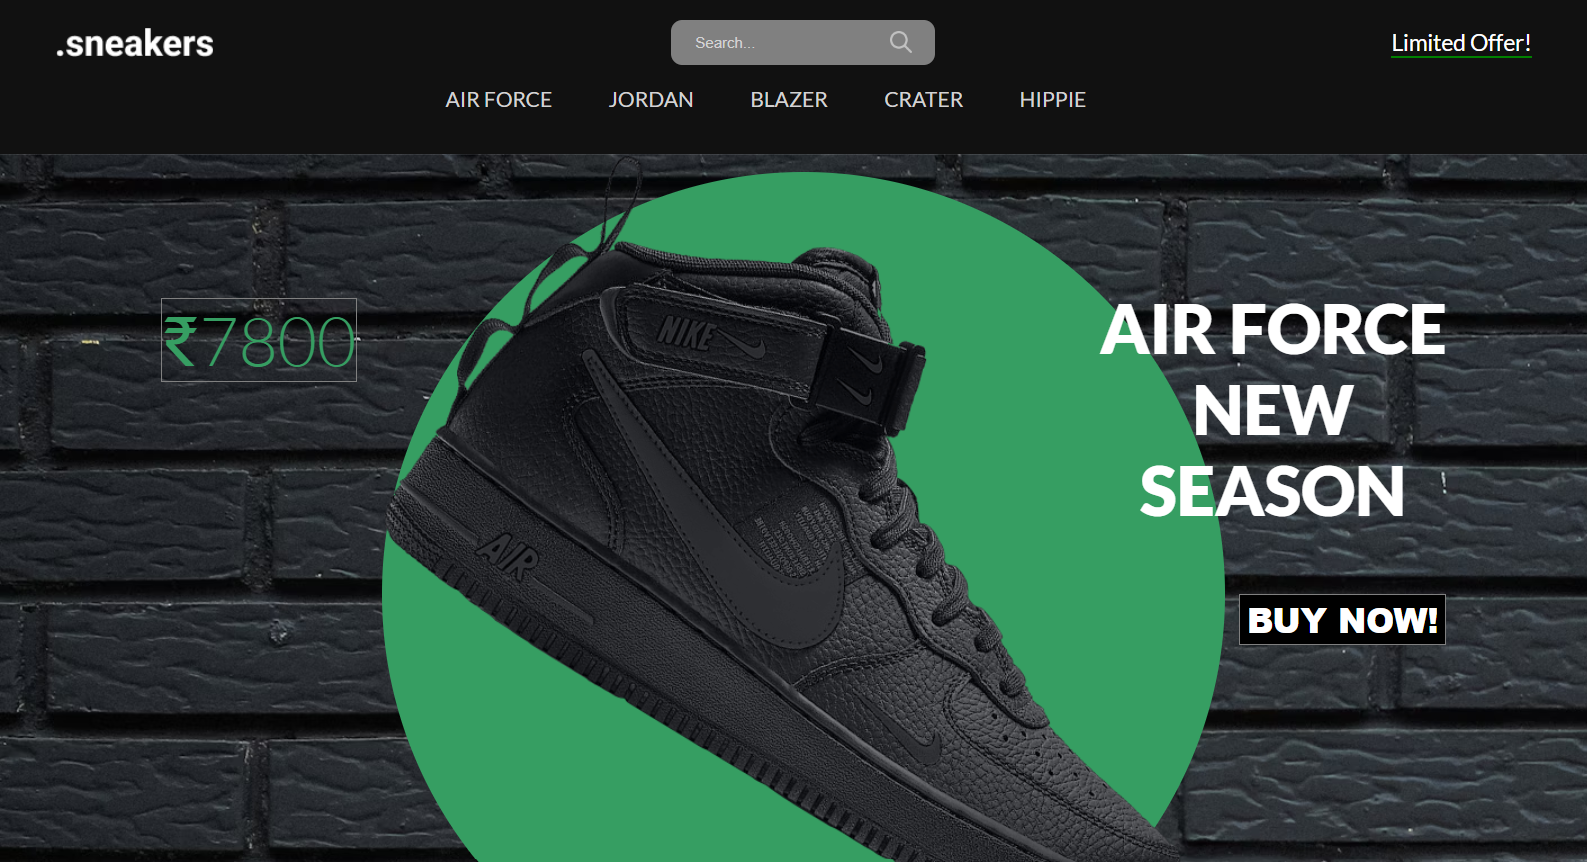 .sneakers
Search...
Limited Offer!
AIR FORCE
JORDAN
BLAZER
CRATER
HIPPIE
₹7800
NIKE
AIR
AIR FORCE
NEW
SEASON
BUY NOW!